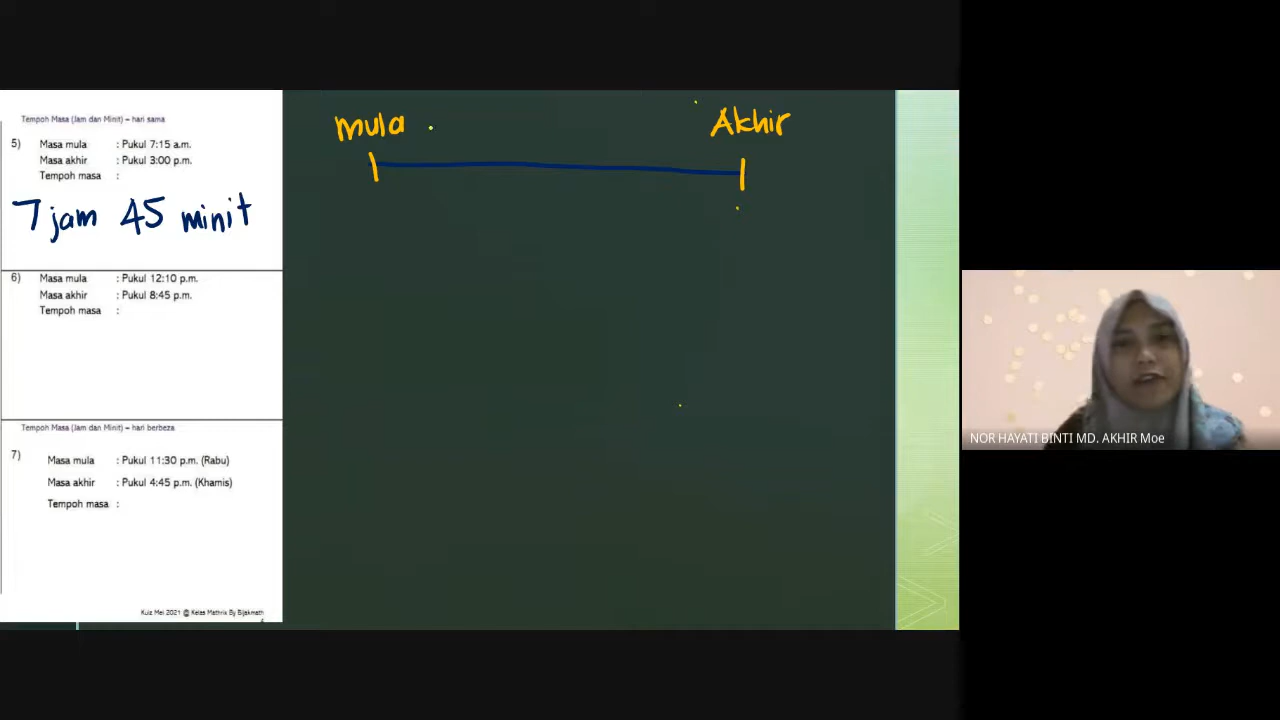 Tempoh Masa (Jam dan Minit) – hari sama
5) Masa mula : Pukul 7:15 a.m.
Masa akhir : Pukul 3:00 p.m.
Tempoh masa :
7 jam 45 minit
6) Masa mula : Pukul 12:10 p.m.
Masa akhir : Pukul 8:45 p.m.
Tempoh masa :
Tempoh Masa (Jam dan Minit) – hari berbeza
7) Masa mula : Pukul 11:30 p.m. (Rabu)
Masa akhir : Pukul 4:45 p.m. (Khamis)
Tempoh masa :
Kuiz Mei 2021 @ Kelas Mathrik By Bijakmath
mula
Akhir
NOR HAYATI BINTI MD. AKHIR Moe